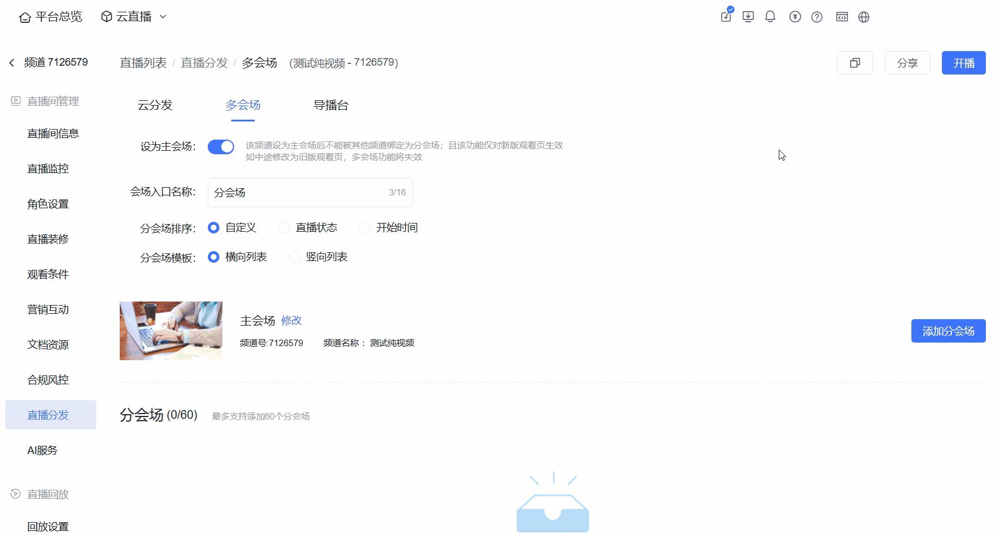 平台总览
云直播
频道 7126579
直播列表 / 直播分发 / 多会场 (测试纯视频 - 7126579)
分享
开播
直播间管理
直播间信息
直播监控
角色设置
直播装修
观看条件
营销互动
文档资源
合规风控
直播分发
AI服务
直播回放
回放设置
云分发
多会场
导播台
设为主会场：
该频道设为主会场后不能被其他频道绑定为分会场；且该功能仅对新版观看页生效
如中途修改为旧版观看页，多会场功能将失效
会场入口名称：
分会场
3/16
分会场排序：
自定义
直播状态
开始时间
分会场模板：
横向列表
竖向列表
主会场 修改
频道号:7126579 频道名称 ：测试纯视频
添加分会场
分会场 (0/60) 最多支持添加60个分会场